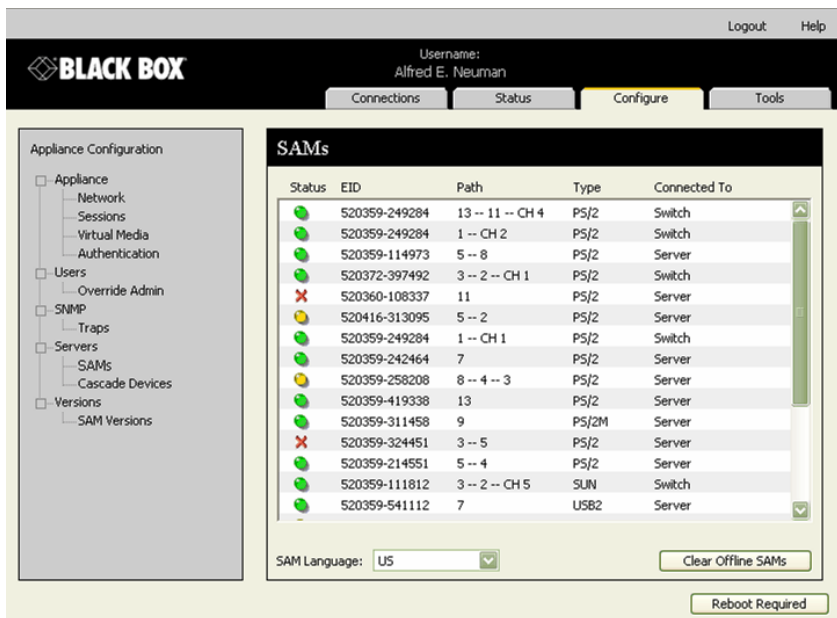 Logout Help
BLACK BOX
Username:
Alfred E. Neuman
Connections Status Configure Tools
Appliance Configuration
Appliance
Network
Sessions
Virtual Media
Authentication
Users
Override Admin
SNMP
Traps
Servers
SAMs
Cascade Devices
Versions
SAM Versions
SAMs
Status EID Path Type Connected To
520359-249284 13 -- 11 -- CH 4 PS/2 Switch
520359-249284 1 -- CH 2 PS/2 Switch
520359-114973 5 -- 8 PS/2 Server
520372-397492 3 -- 2 -- CH 1 PS/2 Switch
520360-108337 11 PS/2 Server
520416-313095 5 -- 2 PS/2 Server
520359-249284 1 -- CH 1 PS/2 Switch
520359-242464 7 PS/2 Server
520359-258208 8 -- 4 -- 3 PS/2 Server
520359-419338 13 PS/2 Server
520359-311458 9 PS/2M Server
520359-324451 3 -- 5 PS/2 Server
520359-214551 5 -- 4 PS/2 Server
520359-111812 3 -- 2 -- CH 5 SUN Switch
520359-541112 7 USB2 Server
SAM Language: US Clear Offline SAMs
Reboot Required